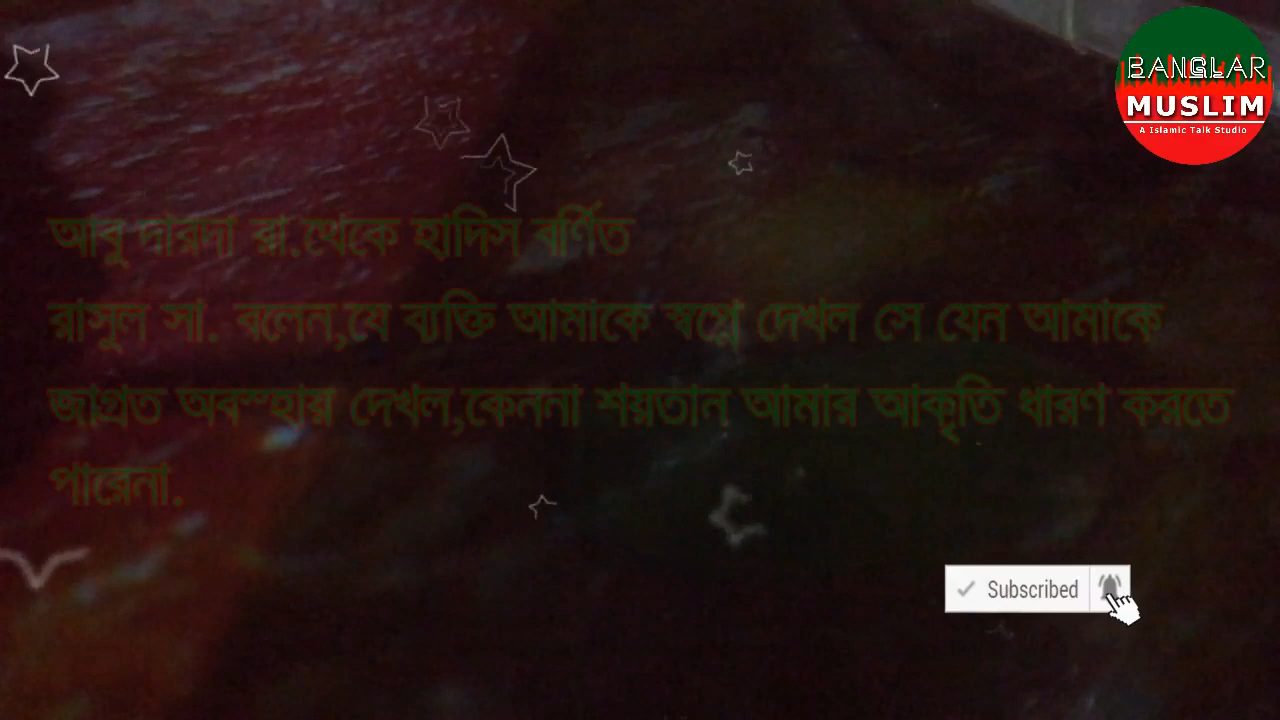 BANGLAR
MUSLIM
A Islamic Talk Studio
আবু দারদা রা.থেকে হাদিস বর্ণিত
রাসুল সা. বলেন,যে ব্যক্তি আমাকে স্বপ্নে দেখল সে যেন আমাকে
জাগ্রত অবস্হায় দেখল,কেননা শয়তান আমার আকৃতি ধারণ করতে
পারেনা.
Subscribed